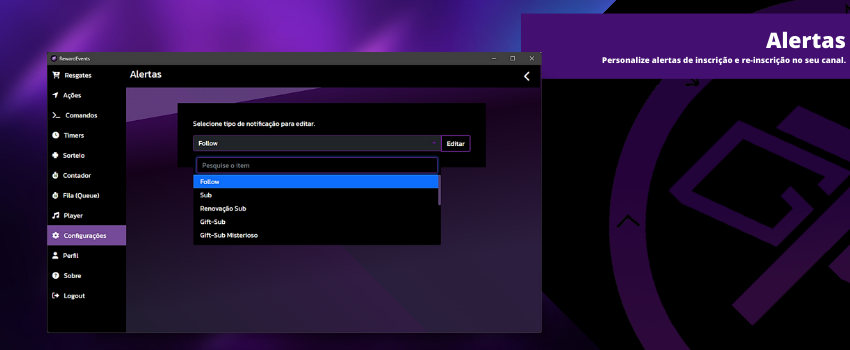 Alertas
Personalize alertas de inscrição e re-inscrição no seu canal.
RewardEvents
Resgates
Ações
Comandos
Timers
Sorteio
Contador
Fila (Queue)
Player
Configurações
Perfil
Sobre
Logout
Alertas
Selecione tipo de notificação para editar.
Follow
Editar
Pesquise o item
Follow
Sub
Renovação Sub
Gift-Sub
Gift-Sub Misterioso